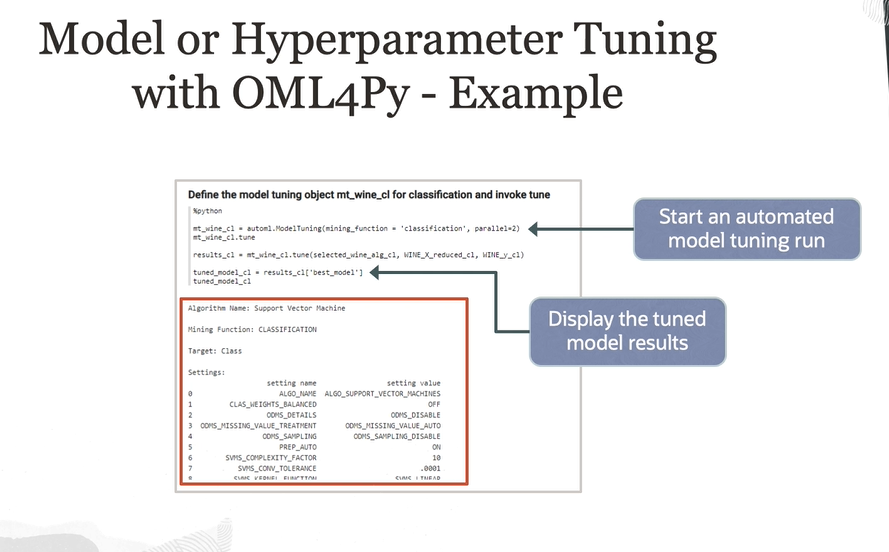 Model or Hyperparameter Tuning
with OML4Py - Example
Define the model tuning object mt_wine_cl for classification and invoke tune
%python
mt_wine_cl = automl.ModelTuning(mining_function = 'classification', parallel=2)
mt_wine_cl.tune
results_cl = mt_wine_cl.tune(selected_wine_alg_cl, WINE_X_reduced_cl, WINE_y_cl)
tuned_model_cl = results_cl['best_model']
tuned_model_cl
Start an automated
model tuning run
Display the tuned
model results
Algorithm Name: Support Vector Machine
Mining Function: CLASSIFICATION
Target: Class
Settings:
setting name setting value
0 ALGO_NAME ALGO_SUPPORT_VECTOR_MACHINES
1 CLAS_WEIGHTS_BALANCED OFF
2 ODMS_DETAILS ODMS_DISABLE
3 ODMS_MISSING_VALUE_TREATMENT ODMS_MISSING_VALUE_AUTO
4 ODMS_SAMPLING ODMS_SAMPLING_DISABLE
5 PREP_AUTO ON
6 SVMS_COMPLEXITY_FACTOR 10
7 SVMS_CONV_TOLERANCE .0001
8 SVMS_KERNEL_FUNCTION SVMS_LINEAR